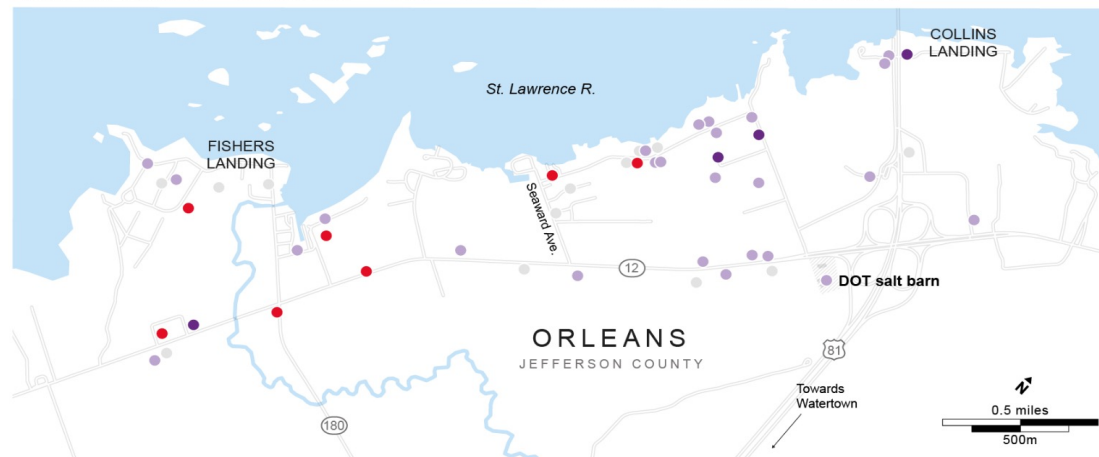 COLLINS
LANDING
St. Lawrence R.
FISHERS
LANDING
Seaward Ave.
12
DOT salt barn
ORLEANS
JEFFERSON COUNTY
81
Towards
Watertown
N
0.5 miles
500m
180